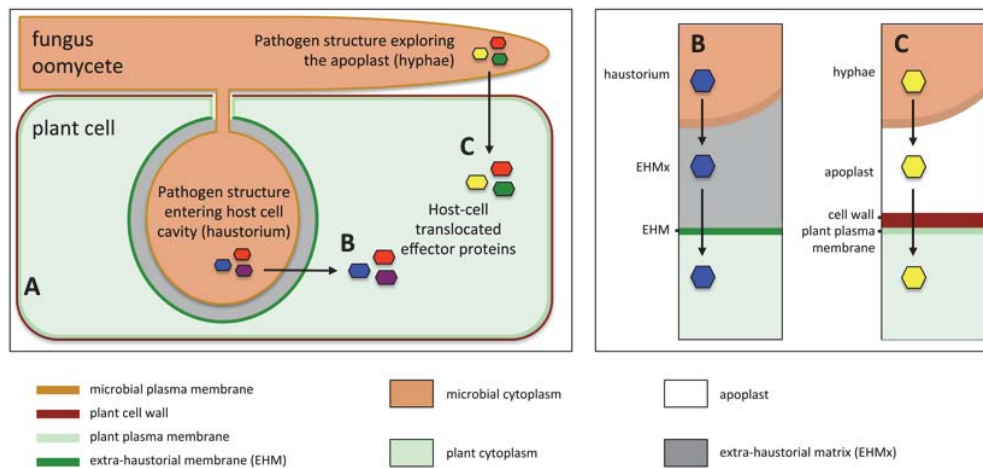 fungus
oomycete
Pathogen structure exploring
the apoplast (hyphae)
plant cell
C
Pathogen structure
entering host cell
cavity (haustorium)
Host-cell
translocated
effector proteins
B
A
B
haustorium
EHMx
EHM
C
hyphae
apoplast
cell wall
plant plasma
membrane
microbial plasma membrane
plant cell wall
plant plasma membrane
extra-haustorial membrane (EHM)
microbial cytoplasm
plant cytoplasm
apoplast
extra-haustorial matrix (EHMx)